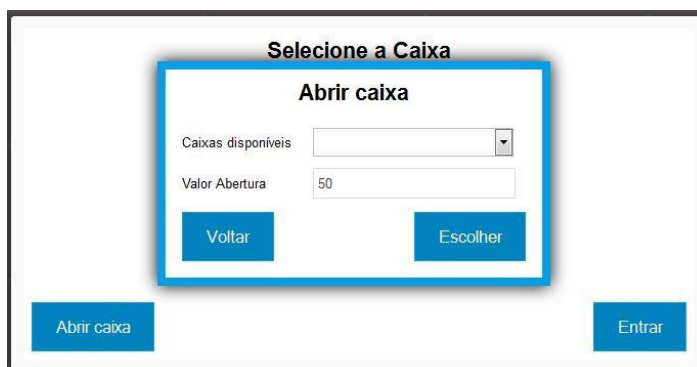 Selecione a Caixa
Abrir caixa
Caixas disponíveis
Valor Abertura 50
Voltar Escolher
Abrir caixa Entrar